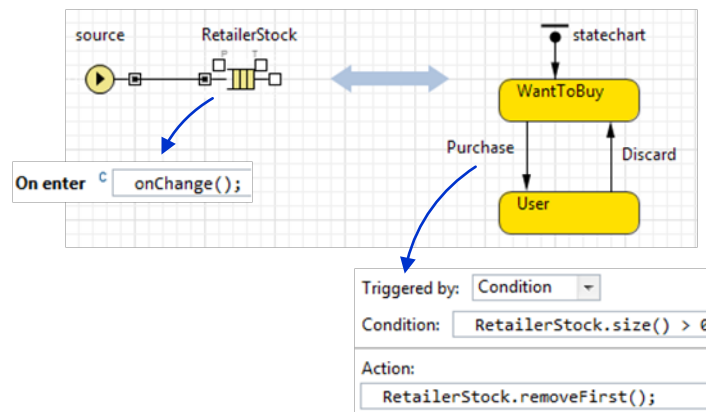 source
RetailerStock
P T
statechart
WantToBuy
Purchase
Discard
User
On enter C onChange();
Triggered by: Condition
Condition: RetailerStock.size() > 0
Action:
RetailerStock.removeFirst();